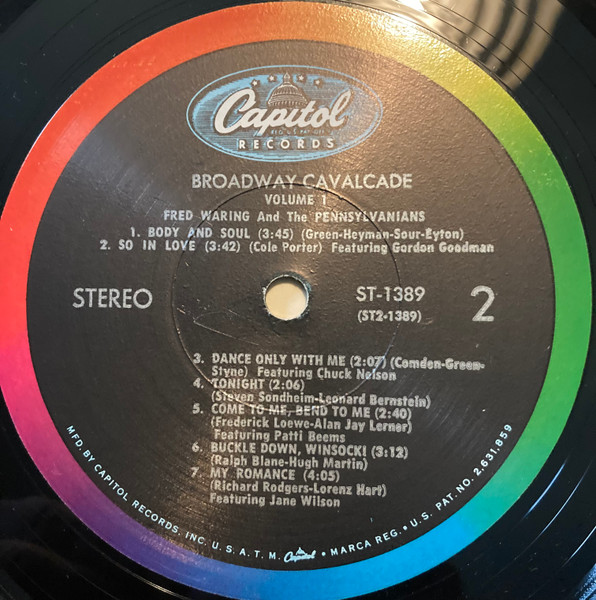 Capitol
REG. U.S. PAT. OFF.
RECORDS
BROADWAY CAVALCADE
VOLUME 1
FRED WARING And the PENNSYLVANIANS
1. BODY AND SOUL (3:45) (Green-Heyman-Sour-Eyton)
2. SO IN LOVE (3:42) (Cole Porter) Featuring Gordon Goodman
STEREO
ST-1389
(ST2-1389)
2
3. DANCE ONLY WITH ME (2:07) (Comden-Green-
Styne) Featuring Chuck Nelson
4. TONIGHT (2:06)
(Steven Sondheim-Leonard Bernstein)
5. COME TO ME, BEND TO ME (2:40)
(Frederick Loewe-Alan Jay Lerner)
Featuring Patti Beems
6. BUCKLE DOWN, WINSOCKI (3:12)
(Ralph Blane-Hugh Martin)
7. MY ROMANCE (4:05)
(Richard Rodgers-Lorenz Hart)
Featuring Jane Wilson
MFD. BY CAPITOL RECORDS, INC. U. S. A. T. M. Capitol • MARCA REG. • U. S. PAT. NO. 2,631,859